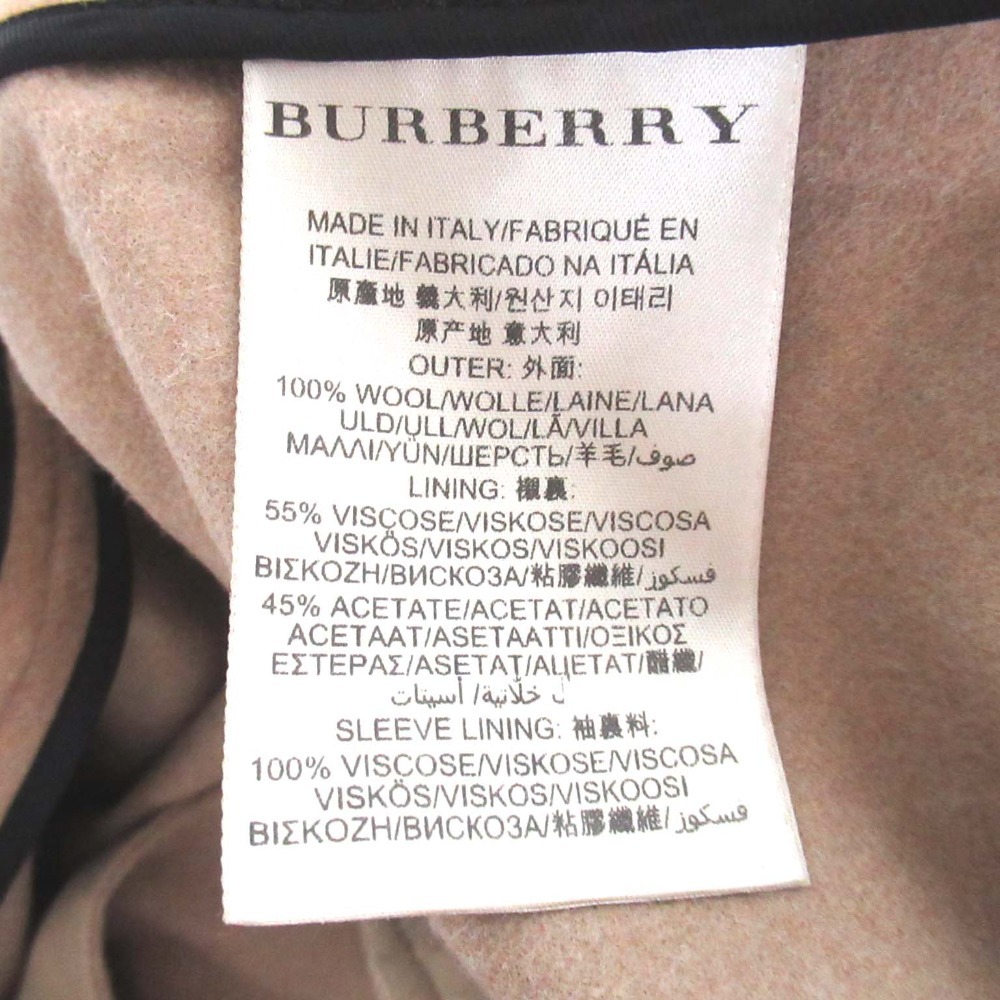 BURBERRY
MADE IN ITALY/FABRIQUÉ EN
ITALIE/FABRICADO NA ITÁLIA
原產地 義大利/원산지 이태리
原产地 意大利
OUTER: 外面:
100% WOOL/WOLLE/LAINE/LANA
ULD/ULL/WOL/LÃ/VILLA
ΜΑΛΛΙ/YÜN/ШЕРСТЬ/羊毛/صوف
LINING: 襯裏:
55% VISCOSE/VISKOSE/VISCOSA
VISKÖS/VISKOS/VISKOOSI
ΒΙΣΚΟΖΗ/ВИСКОЗА/粘膠纖維/فسكوز
45% ACETATE/ACETAT/ACETATO
ACETAAT/ASETAATTI/ΟΞΙΚΟΣ
ΕΣΤΕΡΑΣ/ASETAT/АЦЕТАТ/醋纖/
خلّاتية/ أسيتات
SLEEVE LINING: 袖裏料:
100% VISCOSE/VISKOSE/VISCOSA
VISKÖS/VISKOS/VISKOOSI
ΒΙΣΚΟΖΗ/ВИСКОЗА/粘膠纖維/فسكوز